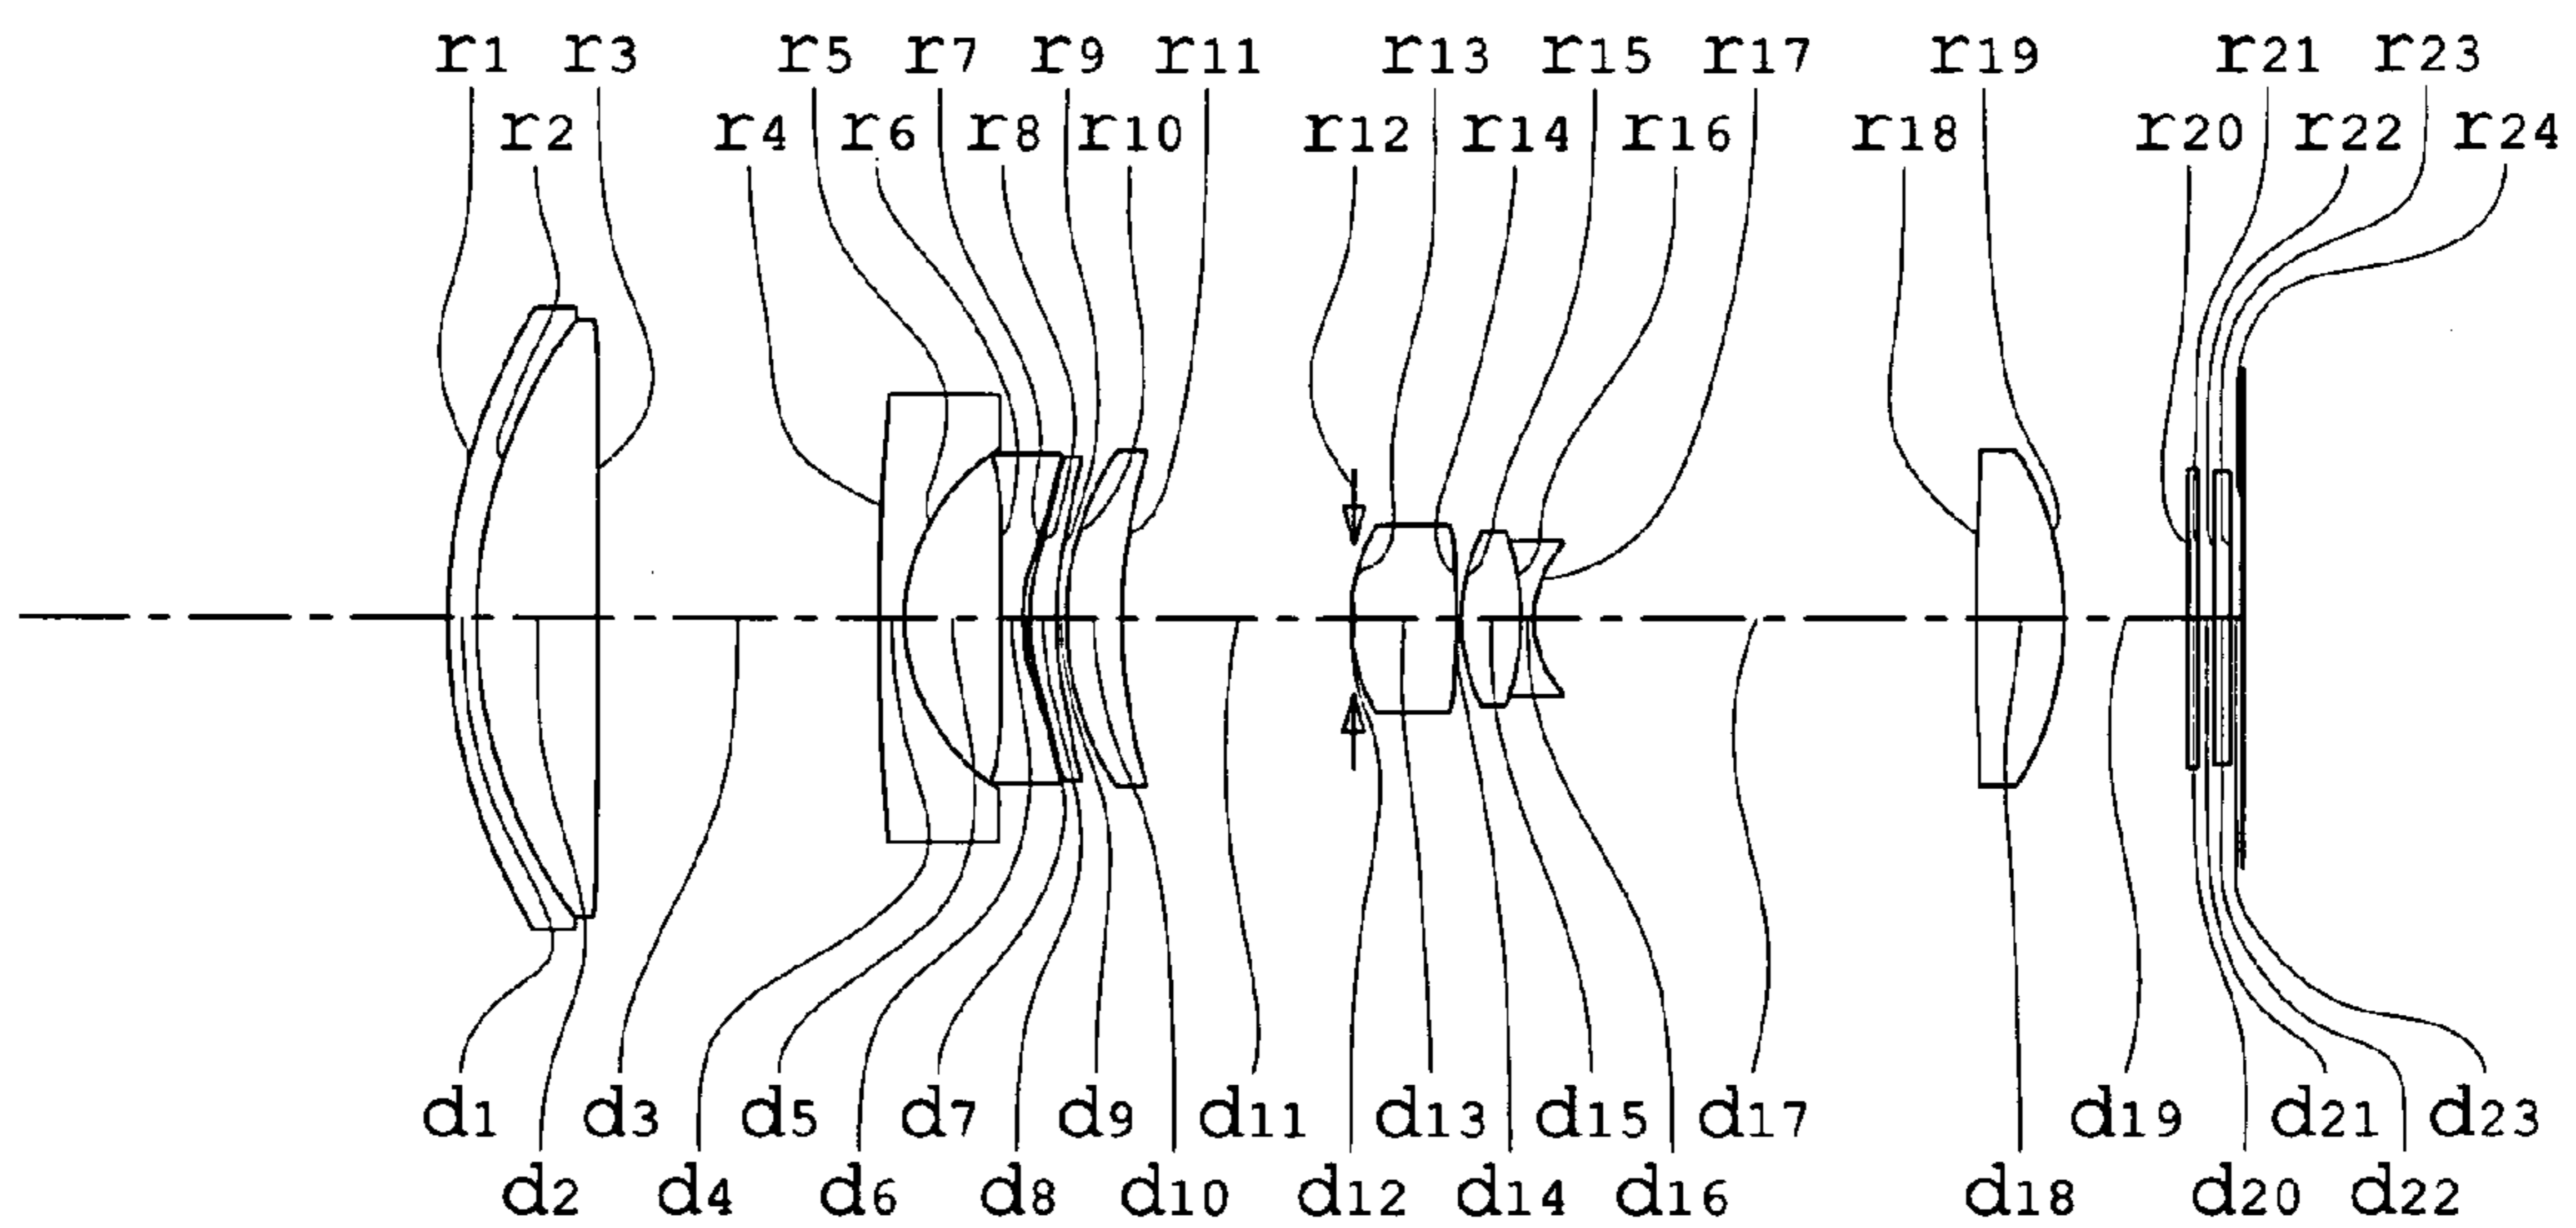 r1 r3 r5 r7 r9 r11 r13 r15 r17 r19 r21 r23
r2 r4 r6 r8 r10 r12 r14 r16 r18 r20 r22 r24
d1 d3 d5 d7 d9 d11 d13 d15 d17 d19 d21 d23
d2 d4 d6 d8 d10 d12 d14 d16 d18 d20 d22